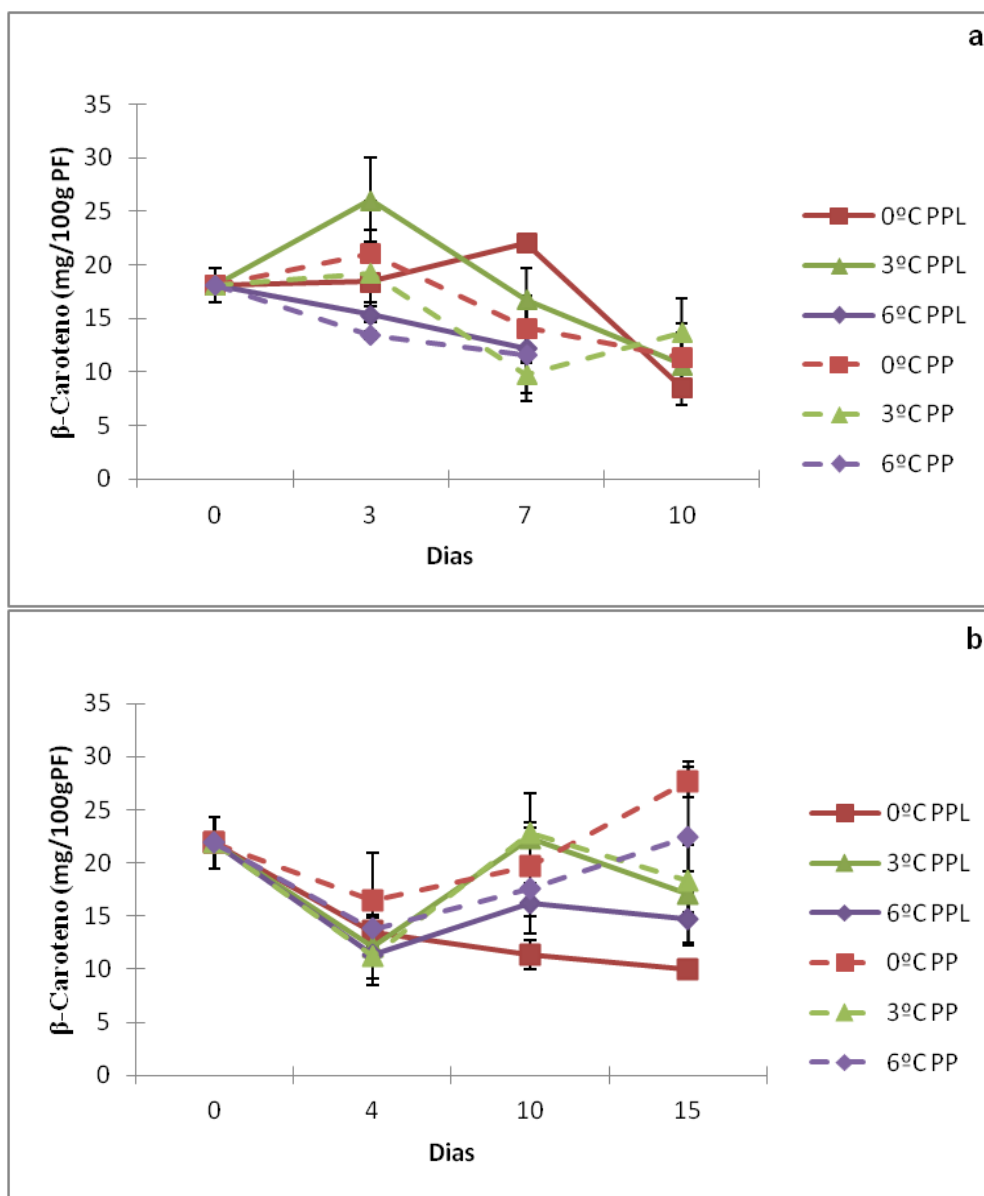 a
35
30
25
20
15
10
5
0
β-Caroteno (mg/100g PF)
0 3 7 10
Dias
0ºC PPL
3ºC PPL
6ºC PPL
0ºC PP
3ºC PP
6ºC PP
b
35
30
25
20
15
10
5
0
β-Caroteno (mg/100gPF)
0 4 10 15
Dias
0ºC PPL
3ºC PPL
6ºC PPL
0ºC PP
3ºC PP
6ºC PP